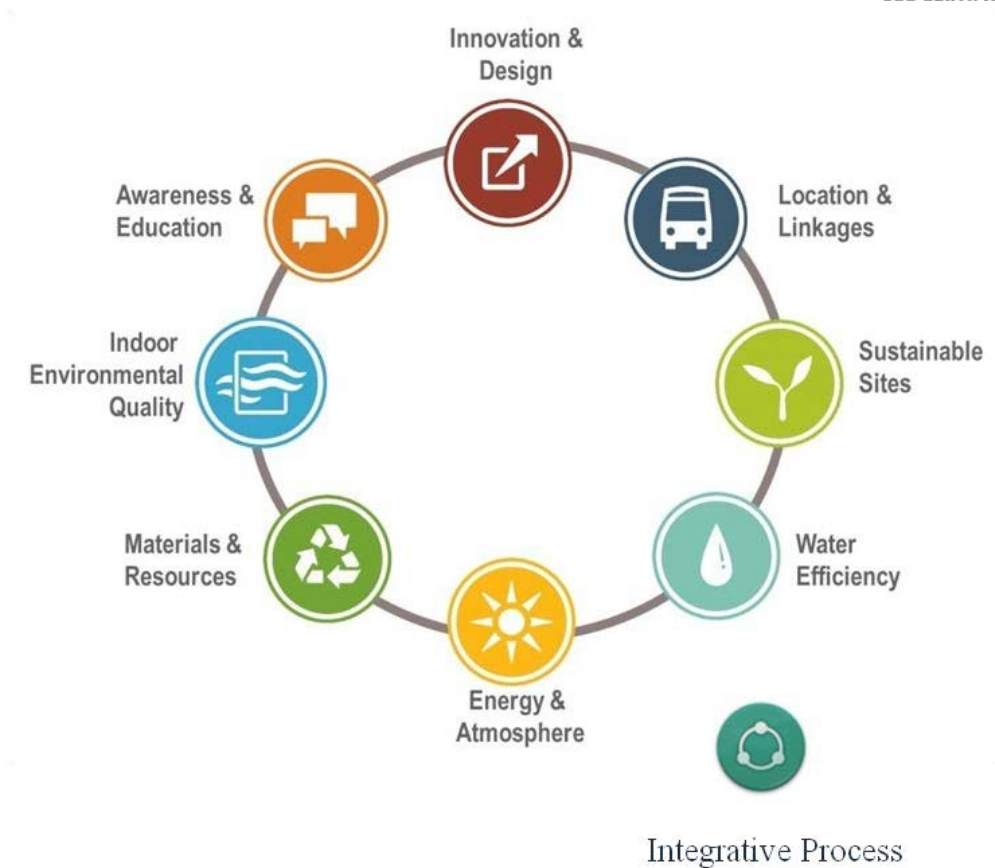 Innovation &
Design
Location &
Linkages
Sustainable
Sites
Water
Efficiency
Energy &
Atmosphere
Materials &
Resources
Indoor
Environmental
Quality
Awareness &
Education
Integrative Process